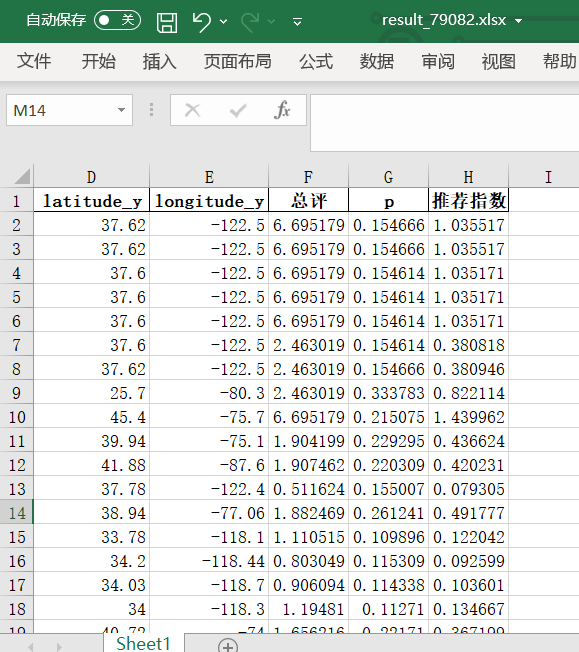 自动保存 关 result_79082.xlsx
文件 开始 插入 页面布局 公式 数据 审阅 视图 帮助
M14 fx
D E F G H I
1 latitude_y longitude_y 总评 p 推荐指数
2 37.62 -122.5 6.695179 0.154666 1.035517
3 37.62 -122.5 6.695179 0.154666 1.035517
4 37.6 -122.5 6.695179 0.154614 1.035171
5 37.6 -122.5 6.695179 0.154614 1.035171
6 37.6 -122.5 6.695179 0.154614 1.035171
7 37.6 -122.5 2.463019 0.154614 0.380818
8 37.62 -122.5 2.463019 0.154666 0.380946
9 25.7 -80.3 2.463019 0.333783 0.822114
10 45.4 -75.7 6.695179 0.215075 1.439962
11 39.94 -75.1 1.904199 0.229295 0.436624
12 41.88 -87.6 1.907462 0.220309 0.420231
13 37.78 -122.4 0.511624 0.155007 0.079305
14 38.94 -77.06 1.882469 0.261241 0.491777
15 33.78 -118.1 1.110515 0.109896 0.122042
16 34.2 -118.44 0.803049 0.115309 0.092599
17 34.03 -118.7 0.906094 0.114338 0.103601
18 34 -118.3 1.19481 0.11271 0.134667
19 40.72 -74 1.656216 0.22171 0.367199
Sheet1